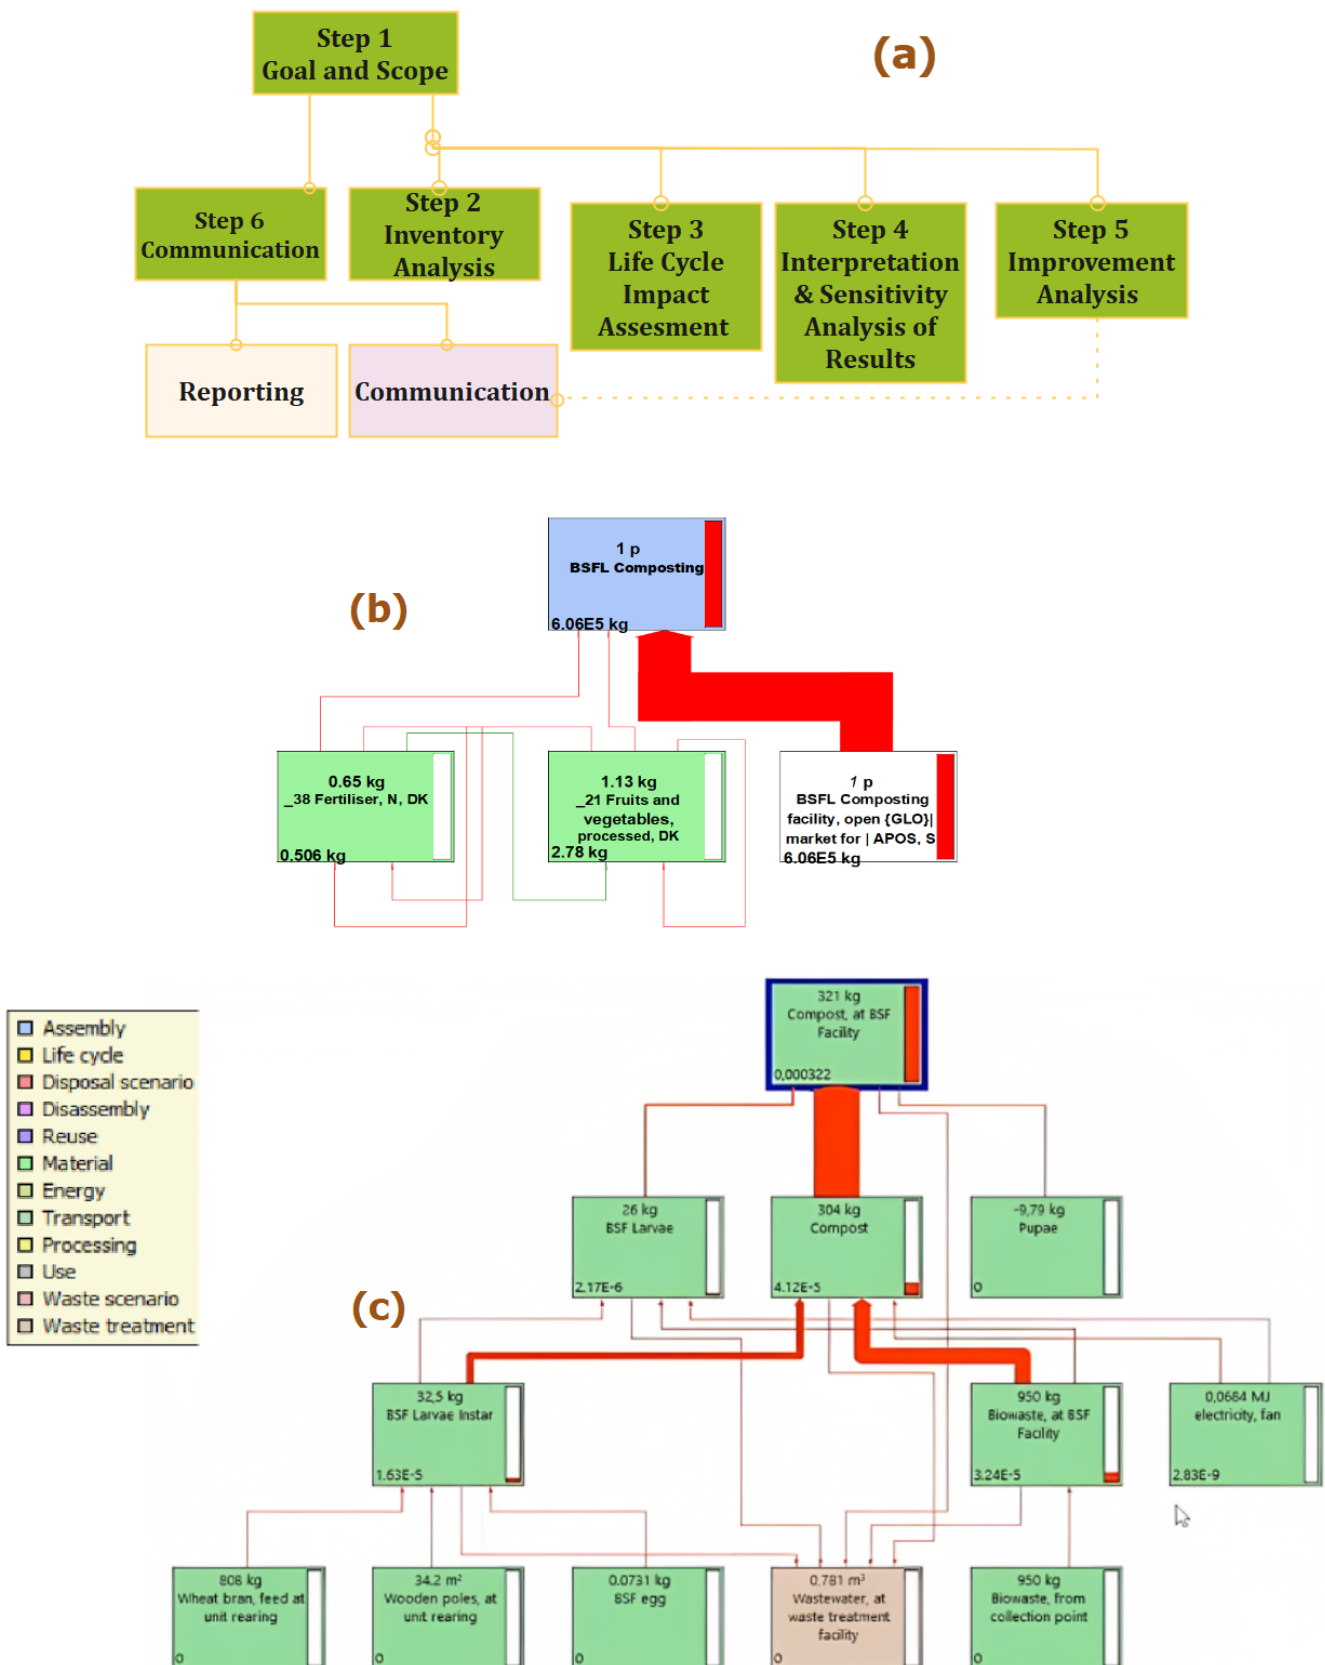 Step 1
Goal and Scope
(a)
Step 6
Communication
Step 2
Inventory
Analysis
Step 3
Life Cycle
Impact
Assesment
Step 4
Interpretation
& Sensitivity
Analysis of
Results
Step 5
Improvement
Analysis
Reporting
Communication
(b)
1 p
BSFL Composting
6.06E5 kg
0.65 kg
_38 Fertiliser, N, DK
0.506 kg
1.13 kg
_21 Fruits and
vegetables,
processed, DK
2.78 kg
1 p
BSFL Composting
facility, open {GLO}|
market for | APOS, S
6.06E5 kg
Assembly
Life cycle
Disposal scenario
Disassembly
Reuse
Material
Energy
Transport
Processing
Use
Waste scenario
Waste treatment
(c)
321 kg
Compost, at BSF
Facility
0,000322
26 kg
BSF Larvae
2.17E-6
304 kg
Compost
4.12E-5
-9,79 kg
Pupae
0
32,5 kg
BSF Larvae Instar
1.63E-5
950 kg
Biowaste, at BSF
Facility
3.24E-5
0,0684 MJ
electricity, fan
2.83E-9
808 kg
Wheat bran, feed at
unit rearing
0
34.2 m²
Wooden poles, at
unit rearing
0
0.0731 kg
BSF egg
0
0.781 m³
Wastewater, at
waste treatment
facility
0
950 kg
Biowaste, from
collection point
0